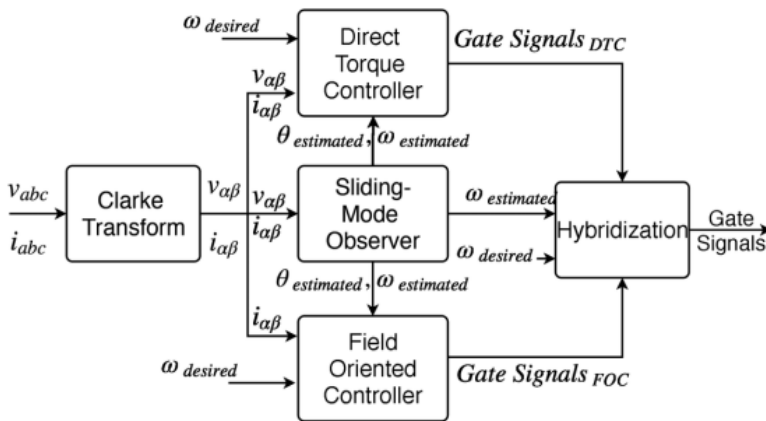 ω desired
Direct
Torque
Controller
Gate Signals DTC
vαβ
iαβ
θ estimated, ω estimated
vabc
iabc
Clarke
Transform
vαβ
iαβ
vαβ
iαβ
Sliding-
Mode
Observer
ω estimated
ω desired
Hybridization
Gate
Signals
θ estimated, ω estimated
iαβ
ω desired
Field
Oriented
Controller
Gate Signals FOC